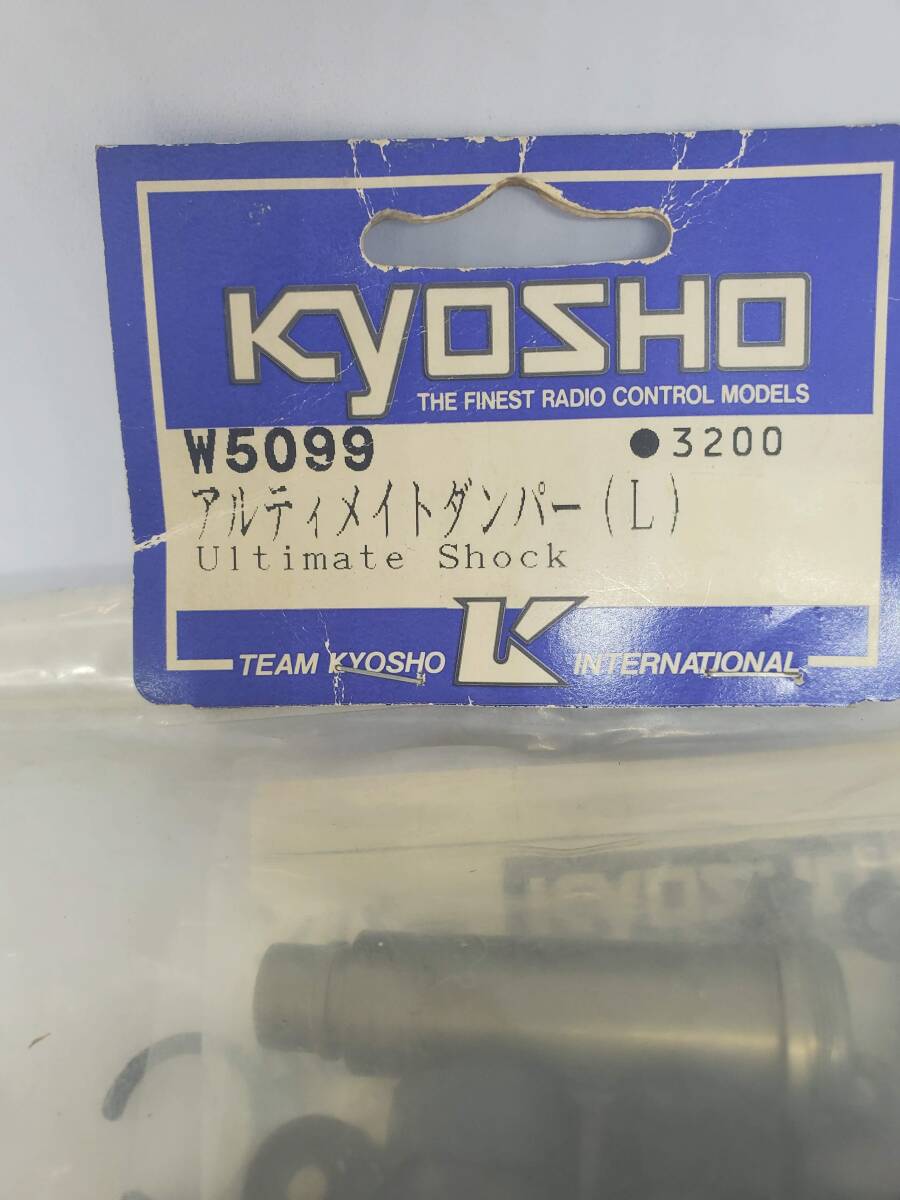 KYOSHO
THE FINEST RADIO CONTROL MODELS
W5099 ●3200
アルティメイトダンパー(L)
Ultimate Shock
TEAM KYOSHO K INTERNATIONAL